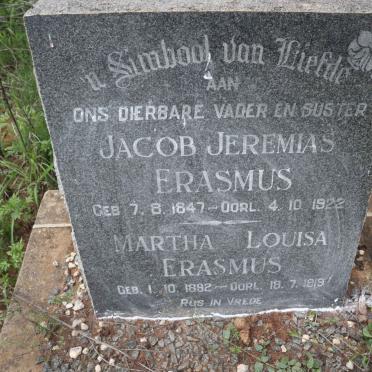 'n Simbool van Liefde
AAN
ONS DIERBARE VADER EN SUSTER
JACOB JEREMIAS
ERASMUS
GEB. 7. 8. 1847 — OORL. 4. 10. 1922
MARTHA LOUISA
ERASMUS
GEB. 1. 10. 1892 — OORL. 18. 7. 1919
RUS IN VREDE